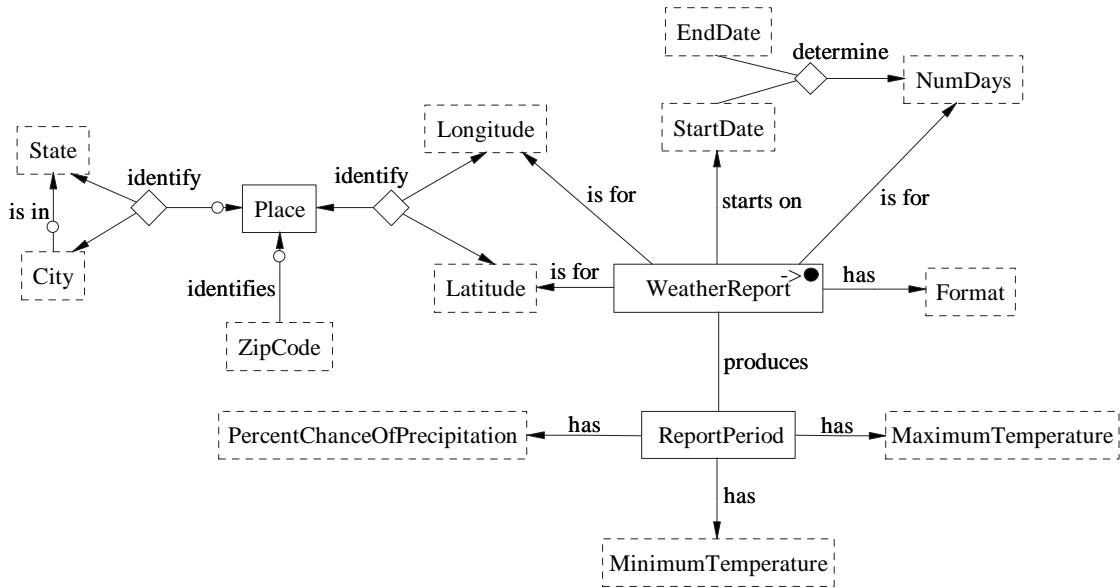 EndDate
determine
NumDays
StartDate
Longitude
State
identify
identify
is for
starts on
is for
is in
Place
City
is for
has
->
WeatherReport
Latitude
Format
identifies
ZipCode
produces
PercentChanceOfPrecipitation
has
ReportPeriod
has
MaximumTemperature
has
MinimumTemperature